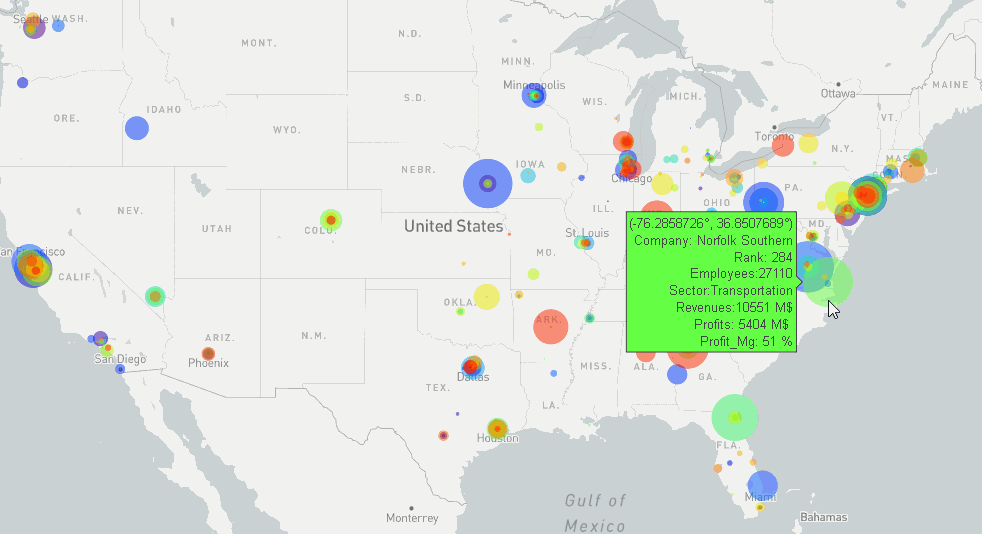 Seattle
WASH.
MONT.
N.D.
MINN.
Minneapolis
Ottawa
MAINE
ORE.
IDAHO
S.D.
WIS.
MICH.
VT.
WYO.
Toronto
N.Y.
MAS
CONN.
NEBR.
IOWA
Chicago
PA.
NEV.
OHIO
UTAH
COLO.
United States
ILL.
St. Louis
MD.
San Francisco
CALIF.
MO.
(-76.2858726°, 36.8507689°)
Company: Norfolk Southern
Rank: 284
Employees:27110
Sector:Transportation
Revenues:10551 M$
Profits: 5404 M$
Profit_Mg: 51 %
OKLA.
ARK.
ARIZ.
N.M.
San Diego
Phoenix
MISS.
ALA.
GA.
Dallas
TEX.
LA.
Houston
FLA.
Miami
Gulf of
Mexico
Monterrey
Bahamas